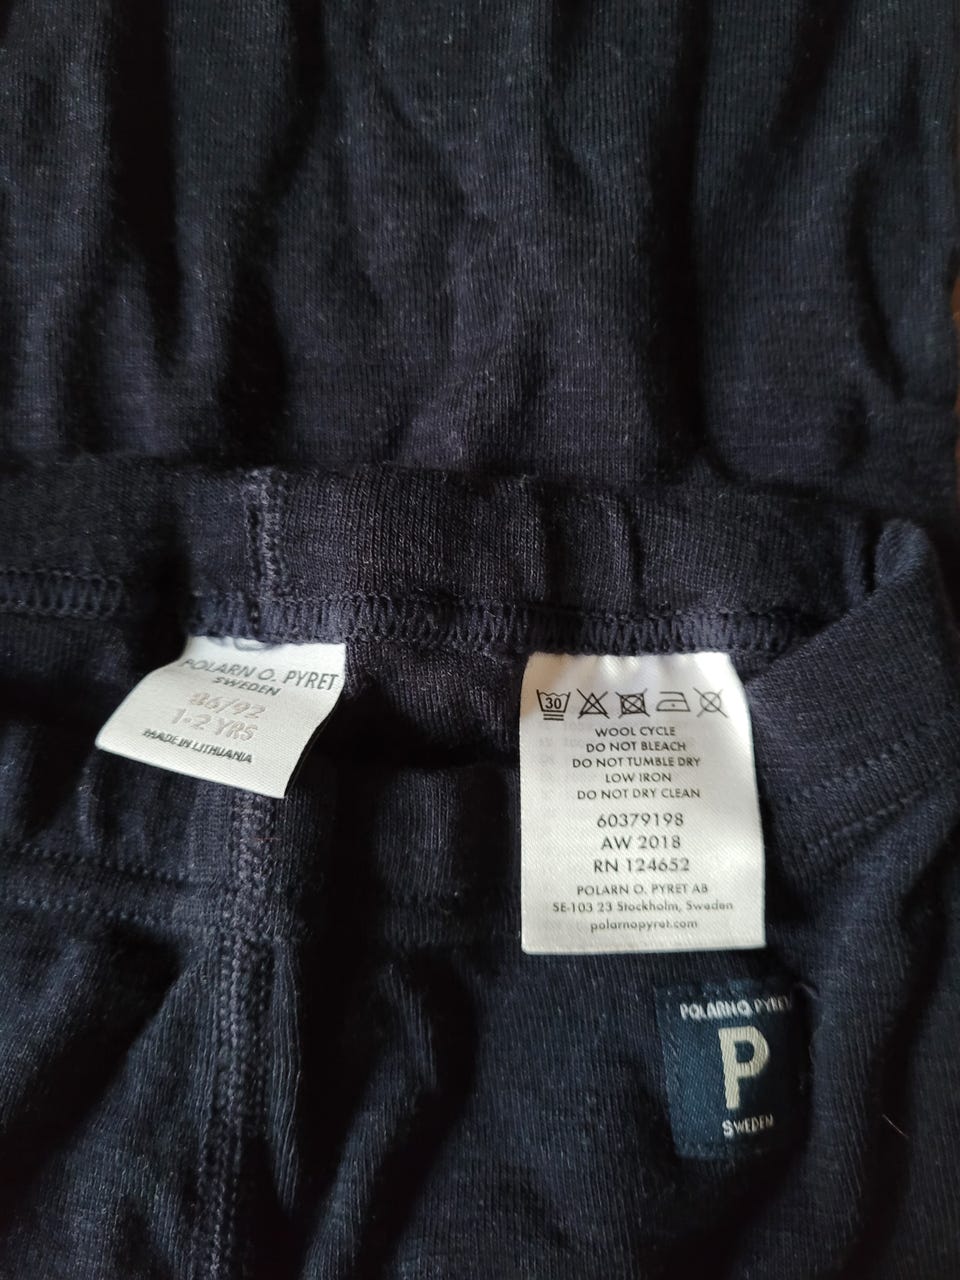 POLARN O. PYRET
SWEDEN
86/92
1-2 YRS
MADE IN LITHUANIA
30
WOOL CYCLE
DO NOT BLEACH
DO NOT TUMBLE DRY
LOW IRON
DO NOT DRY CLEAN
60379198
AW 2018
RN 124652
POLARN O. PYRET AB
SE-103 23 Stockholm, Sweden
polarnopyret.com
POLARN O. PYRET
P
SWEDEN